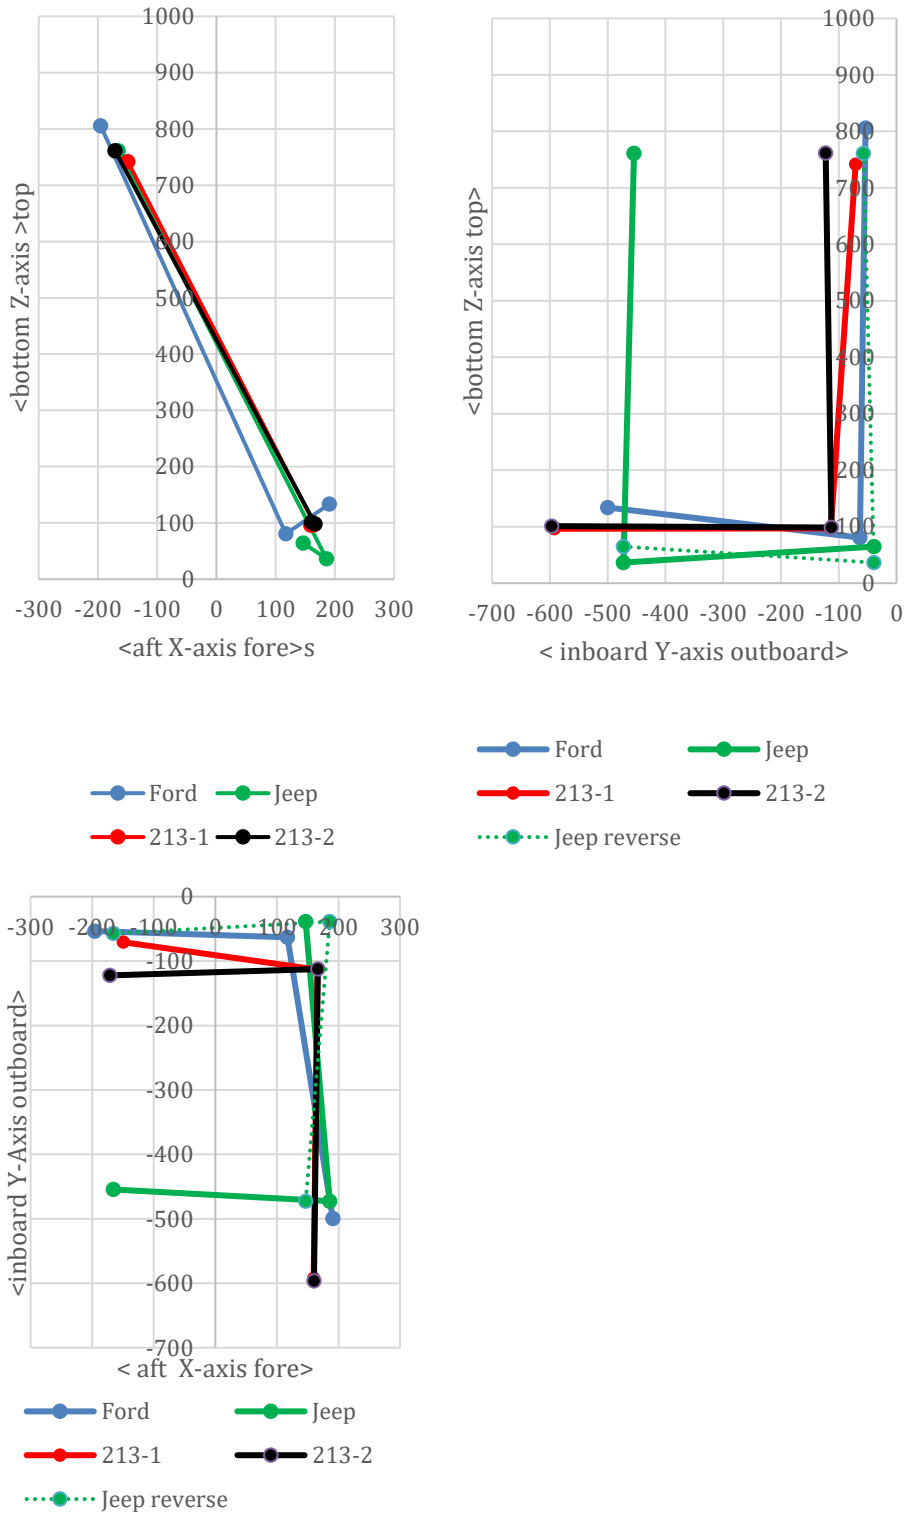 1000
900
800
700
600
500
400
300
200
100
0
-300 -200 -100 0 100 200 300
<bottom Z-axis >top
<aft X-axis fore>s
Ford Jeep
213-1 213-2
1000
900
800
700
600
500
400
300
200
100
0
-700 -600 -500 -400 -300 -200 -100 0
<bottom Z-axis top>
< inboard Y-axis outboard>
Ford Jeep
213-1 213-2
Jeep reverse
0
-300 -200 -100 0 100 200 300
-100
-200
-300
-400
-500
-600
-700
<inboard Y-Axis outboard>
< aft  X-axis fore>
Ford Jeep
213-1 213-2
Jeep reverse